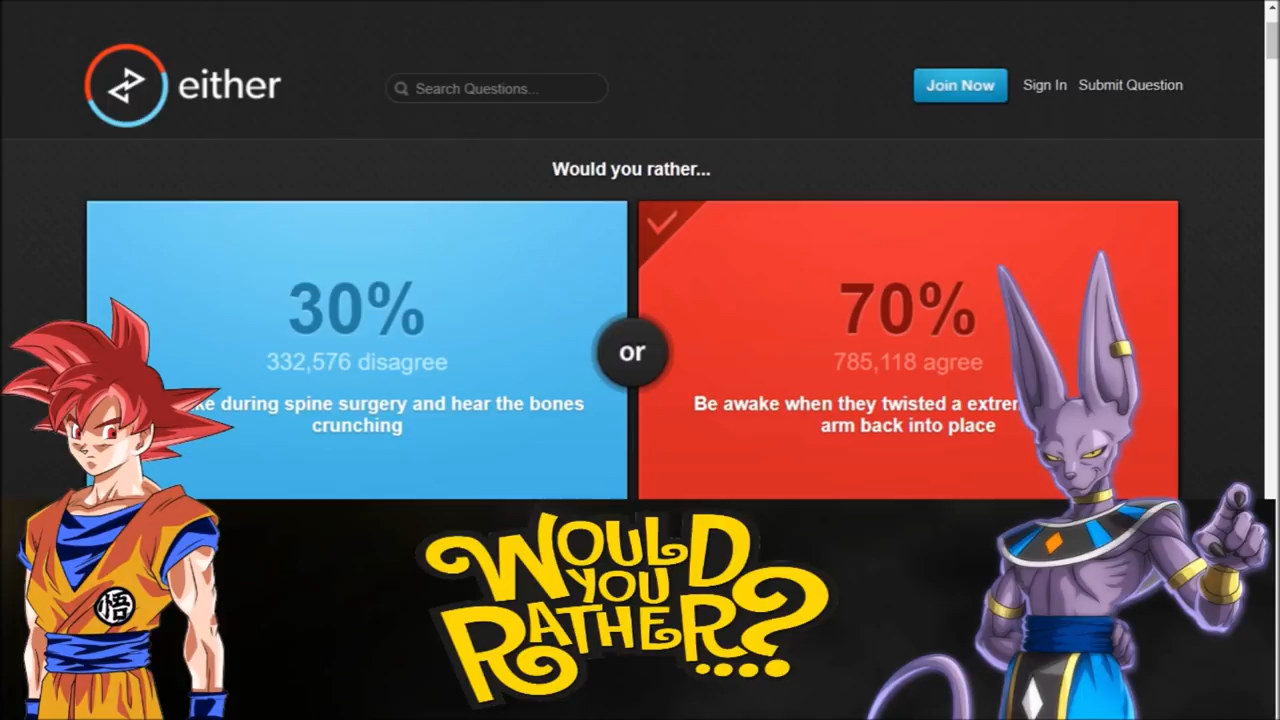 either
Search Questions...
Join Now
Sign In
Submit Question
Would you rather...
30%
332,576 disagree
during spine surgery and hear the bones
crunching
or
70%
785,118 agree
Be awake when they twisted a
arm back into place
悟
WOULD
YOU
RATHER...?